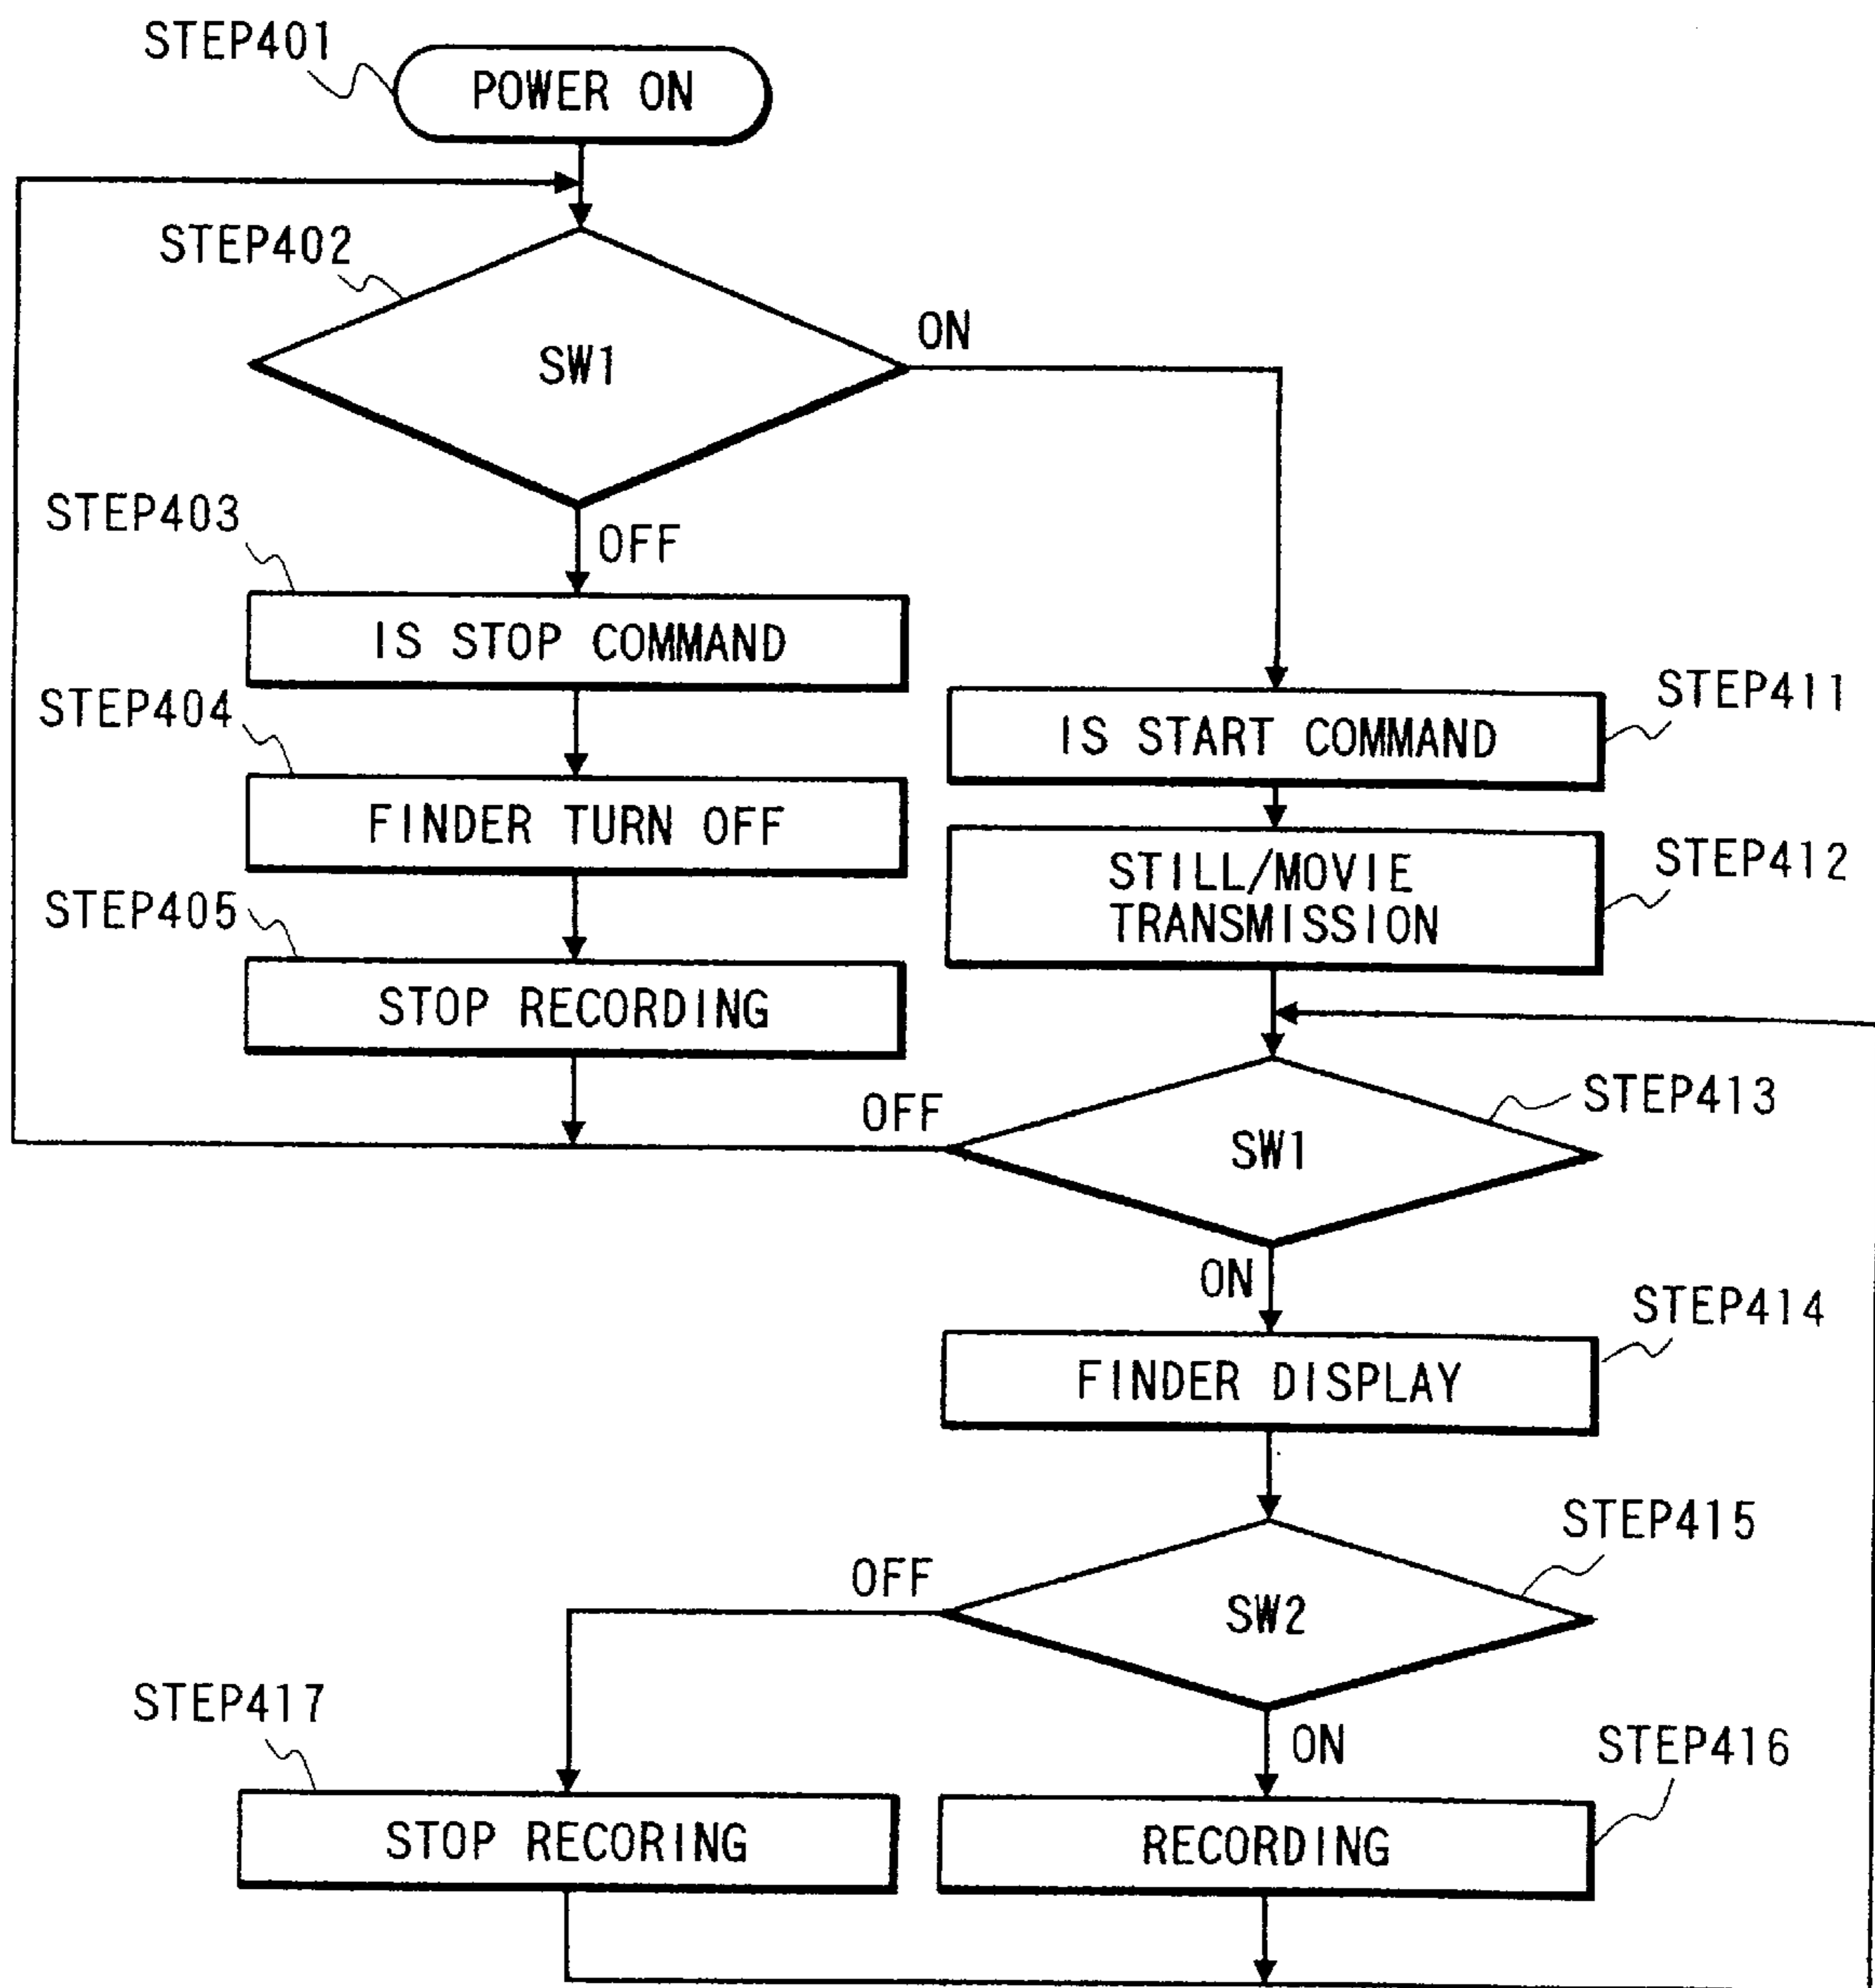 STEP401
POWER ON
STEP402
SW1
ON
OFF
STEP403
IS STOP COMMAND
STEP404
FINDER TURN OFF
STEP405
STOP RECORDING
STEP411
IS START COMMAND
STEP412
STILL/MOVIE
TRANSMISSION
STEP413
SW1
OFF
ON
STEP414
FINDER DISPLAY
STEP415
SW2
OFF
ON
STEP417
STOP RECORING
STEP416
RECORDING